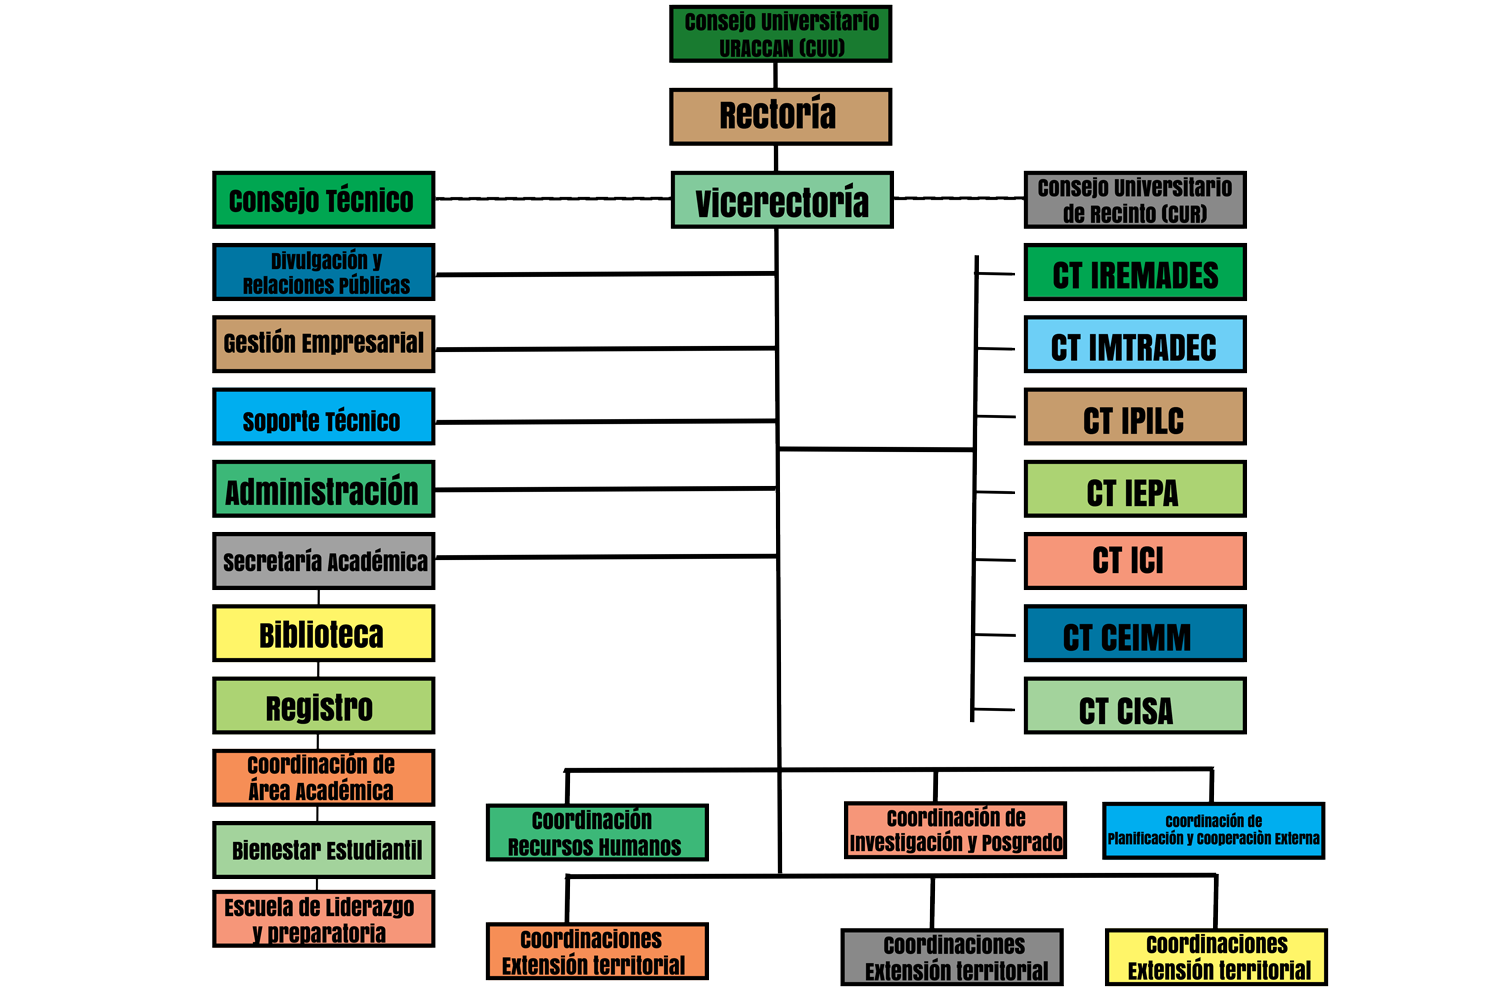 Consejo Universitario
URACCAN (CUU)
Rectoría
Consejo Técnico
Vicerectoría
Consejo Universitario
de Recinto (CUR)
Divulgación y
Relaciones Públicas
CT IREMADES
Gestión Empresarial
CT IMTRADEC
Soporte Técnico
CT IPILC
Administración
CT IEPA
Secretaría Académica
CT ICI
Biblioteca
CT CEIMM
Registro
CT CISA
Coordinación de
Área Académica
Bienestar Estudiantil
Escuela de Liderazgo
y preparatoria
Coordinación
Recursos Humanos
Coordinación de
Investigación y Posgrado
Coordinación de
Planificación y Cooperaciòn Externa
Coordinaciones
Extensión territorial
Coordinaciones
Extensión territorial
Coordinaciones
Extensión territorial